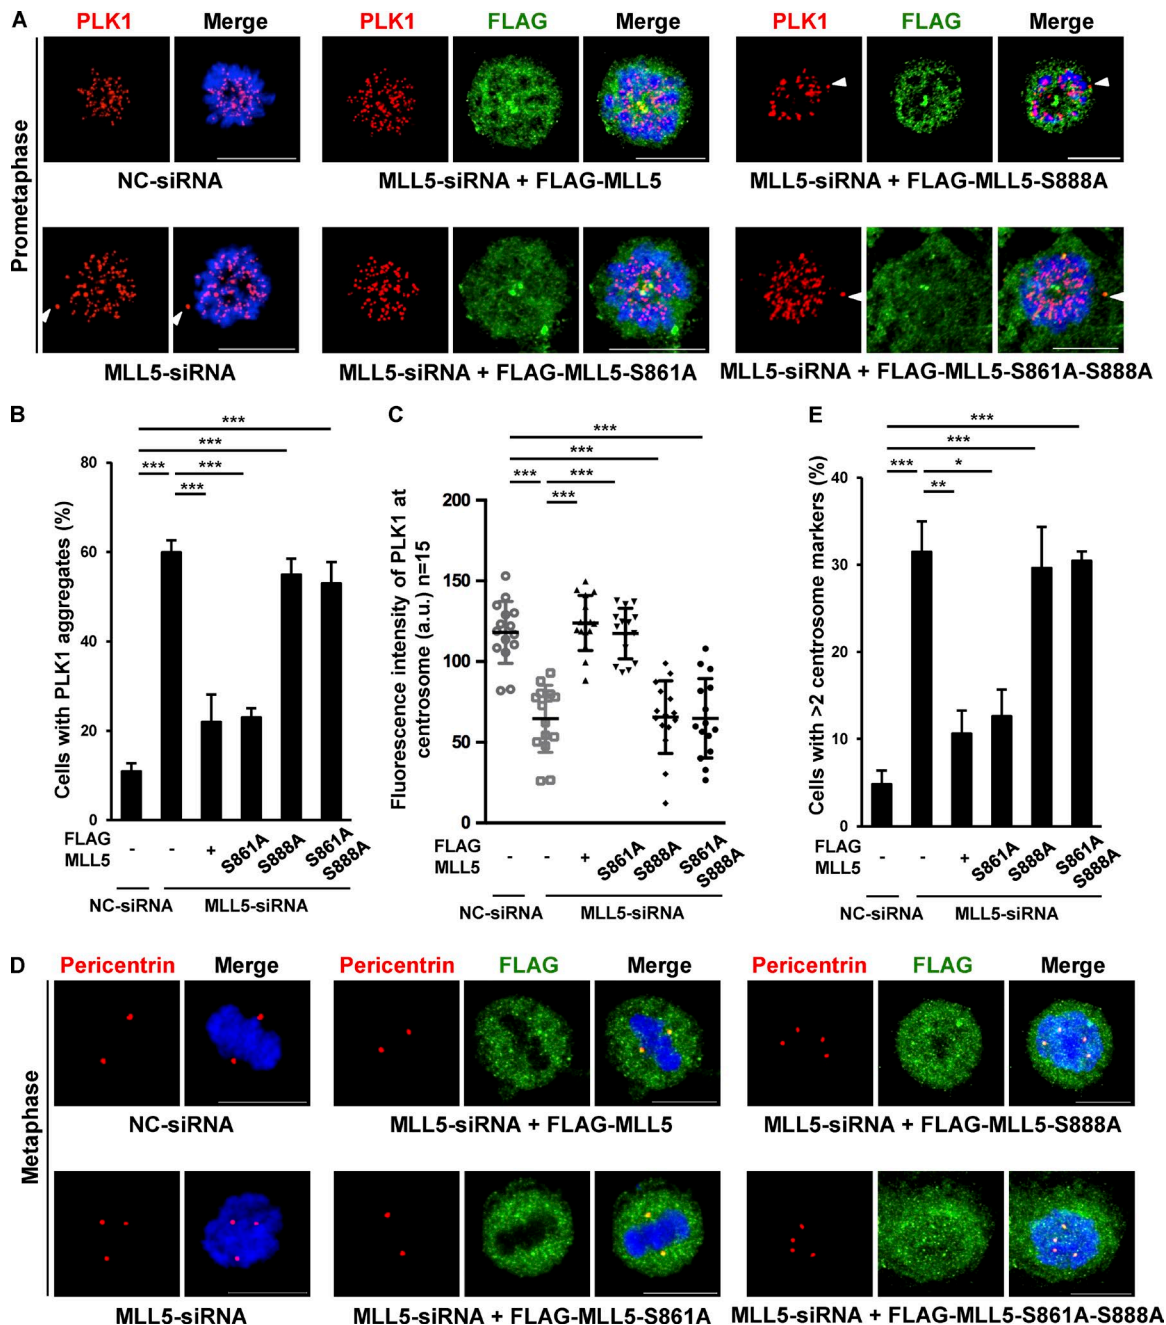 A
PLK1 Merge PLK1 FLAG Merge PLK1 FLAG Merge
Prometaphase
NC-siRNA MLL5-siRNA + FLAG-MLL5 MLL5-siRNA + FLAG-MLL5-S888A
MLL5-siRNA MLL5-siRNA + FLAG-MLL5-S861A MLL5-siRNA + FLAG-MLL5-S861A-S888A
B
Cells with PLK1 aggregates (%)
80
60
40
20
0
***
***
*** ***
***
FLAG
MLL5
- - + S861A S888A S861A
S888A
NC-siRNA MLL5-siRNA
C
Fluorescence intensity of PLK1 at
centrosome (a.u.) n=15
200
150
100
50
0
***
***
*** ***
***
FLAG
MLL5
- - + S861A S888A S861A
S888A
NC-siRNA MLL5-siRNA
E
Cells with >2 centrosome markers (%)
40
30
20
10
0
***
***
*** *
**
FLAG
MLL5
- - + S861A S888A S861A
S888A
NC-siRNA MLL5-siRNA
D
Pericentrin Merge Pericentrin FLAG Merge Pericentrin FLAG Merge
Metaphase
NC-siRNA MLL5-siRNA + FLAG-MLL5 MLL5-siRNA + FLAG-MLL5-S888A
MLL5-siRNA MLL5-siRNA + FLAG-MLL5-S861A MLL5-siRNA + FLAG-MLL5-S861A-S888A